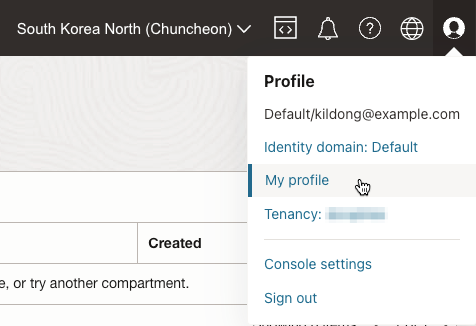 South Korea North (Chuncheon)
Profile
Default/kildong@example.com
Identity domain: Default
My profile
Tenancy:
Created
Console settings
e, or try another compartment.
Sign out